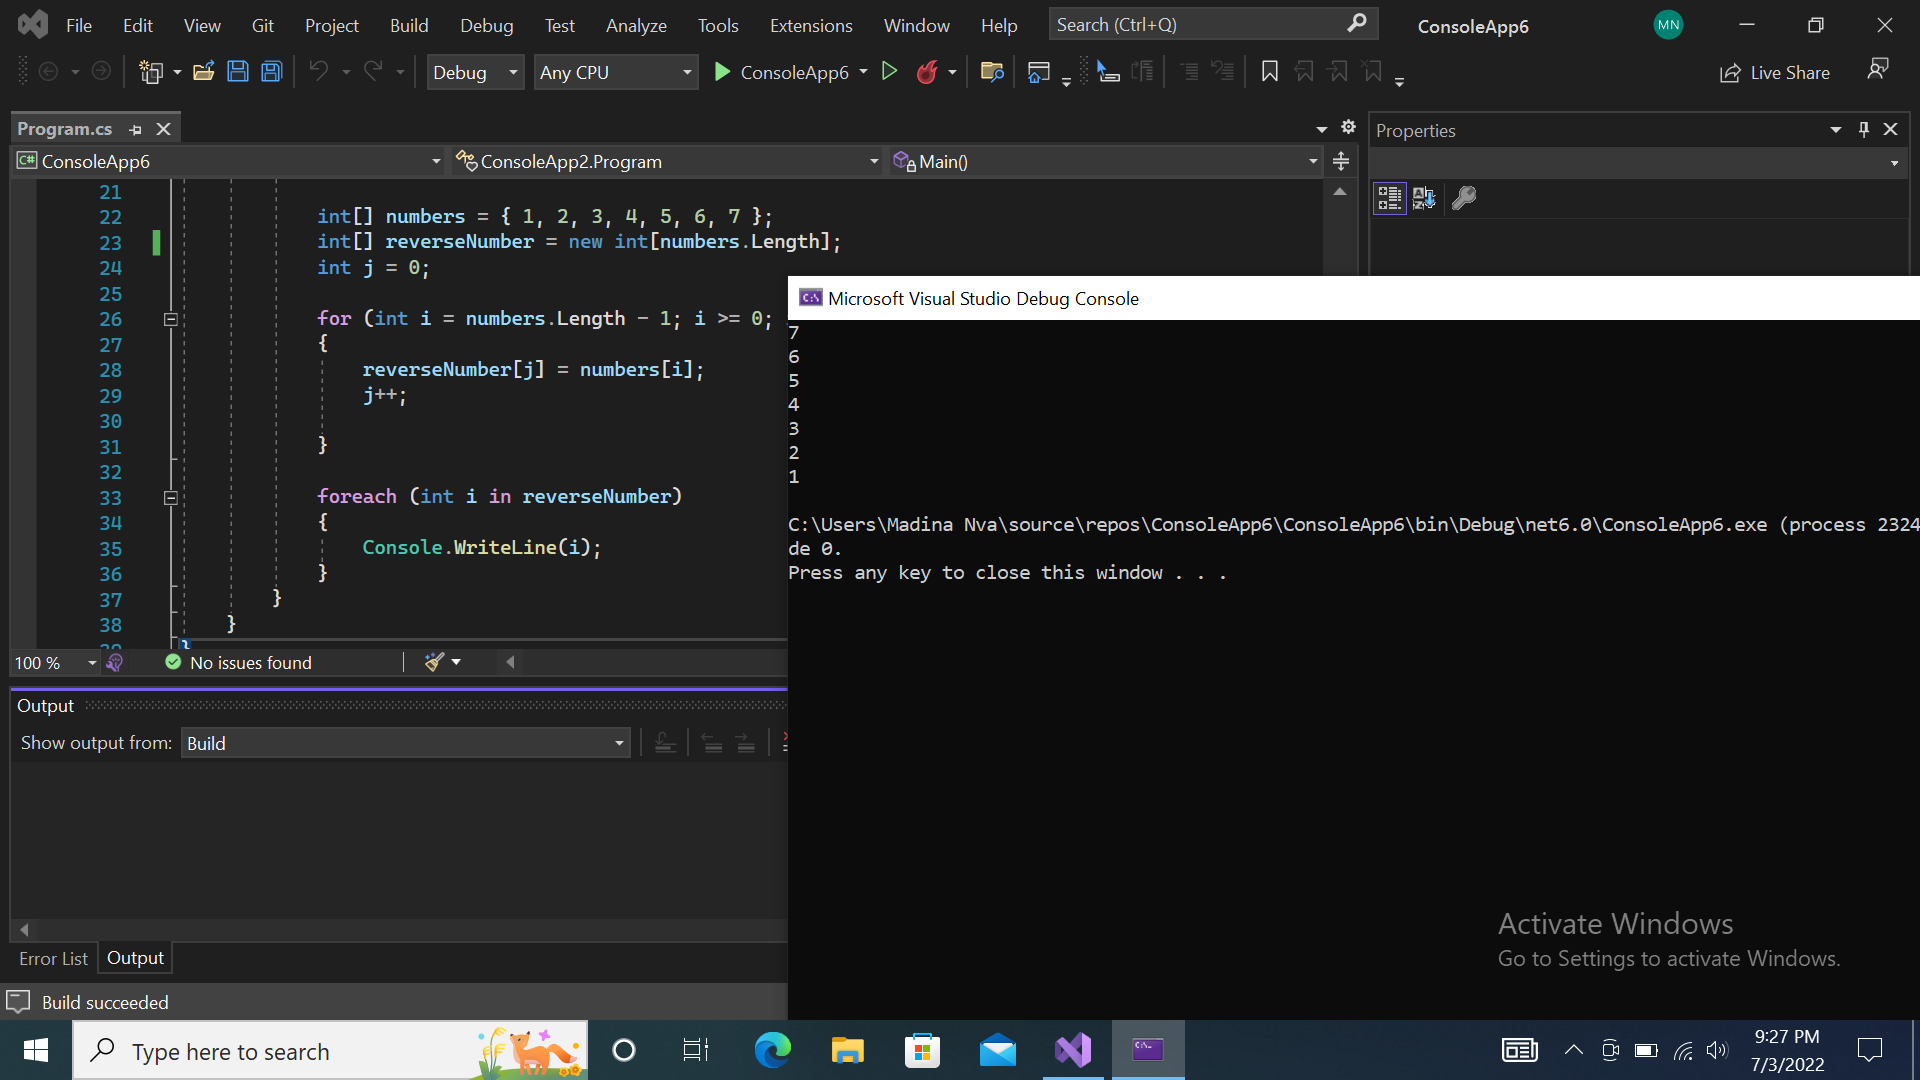 File Edit View Git Project Build Debug Test Analyze Tools Extensions Window Help Search (Ctrl+Q) ConsoleApp6 MN
Debug Any CPU ConsoleApp6 Live Share
Program.cs
Properties
C# ConsoleApp6 ConsoleApp2.Program Main()
21
22 int[] numbers = { 1, 2, 3, 4, 5, 6, 7 };
23 int[] reverseNumber = new int[numbers.Length];
24 int j = 0;
25
26 for (int i = numbers.Length - 1; i >= 0;
27 {
28 reverseNumber[j] = numbers[i];
29 j++;
30
31 }
32
33 foreach (int i in reverseNumber)
34 {
35 Console.WriteLine(i);
36 }
37 }
38 }
}
100 % No issues found
Output
Show output from: Build
Error List Output
Build succeeded
Microsoft Visual Studio Debug Console
7
6
5
4
3
2
1
C:\Users\Madina Nva\source\repos\ConsoleApp6\ConsoleApp6\bin\Debug\net6.0\ConsoleApp6.exe (process 2324
de 0.
Press any key to close this window . . .
Activate Windows
Go to Settings to activate Windows.
Type here to search
9:27 PM
7/3/2022